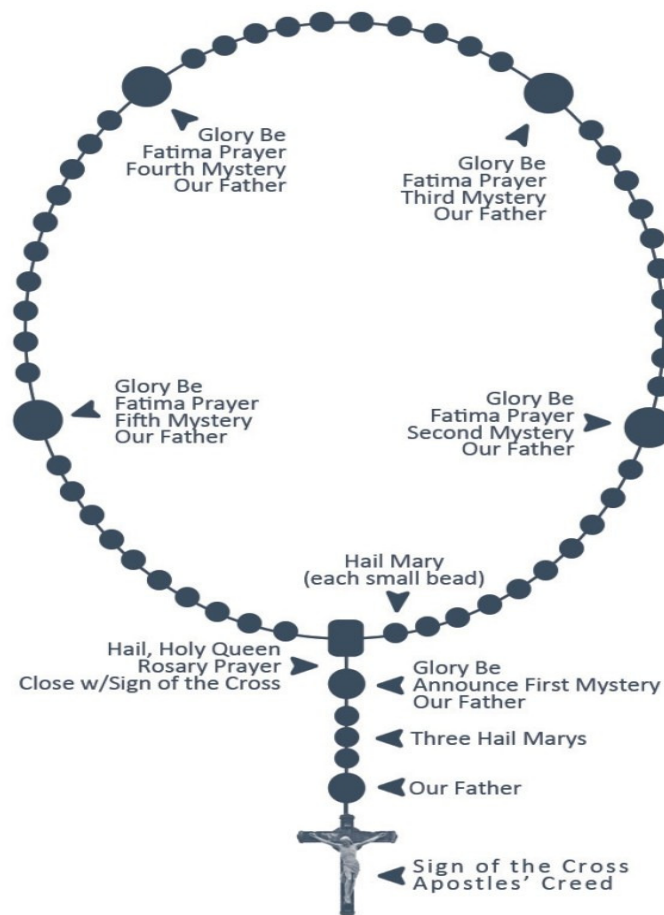 Glory Be
Fatima Prayer
Fourth Mystery
Our Father
Glory Be
Fatima Prayer
Third Mystery
Our Father
Glory Be
Fatima Prayer
Fifth Mystery
Our Father
Glory Be
Fatima Prayer
Second Mystery
Our Father
Hail Mary
(each small bead)
Hail, Holy Queen
Rosary Prayer
Close w/Sign of the Cross
Glory Be
Announce First Mystery
Our Father
Three Hail Marys
Our Father
Sign of the Cross
Apostles' Creed